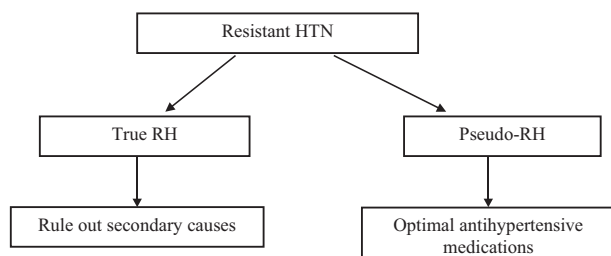 Resistant HTN
True RH
Pseudo-RH
Rule out secondary causes
Optimal antihypertensive
medications